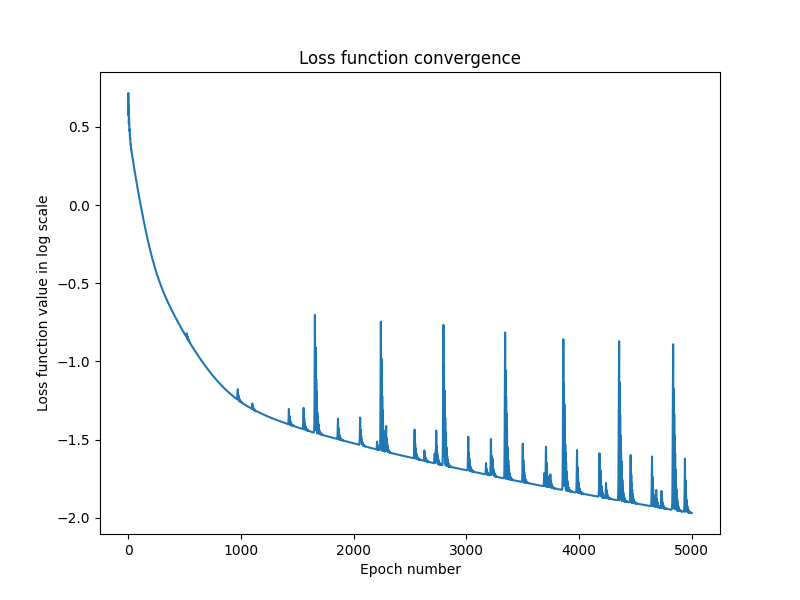 Loss function convergence
Loss function value in log scale
0.5
0.0
−0.5
−1.0
−1.5
−2.0
0 1000 2000 3000 4000 5000
Epoch number